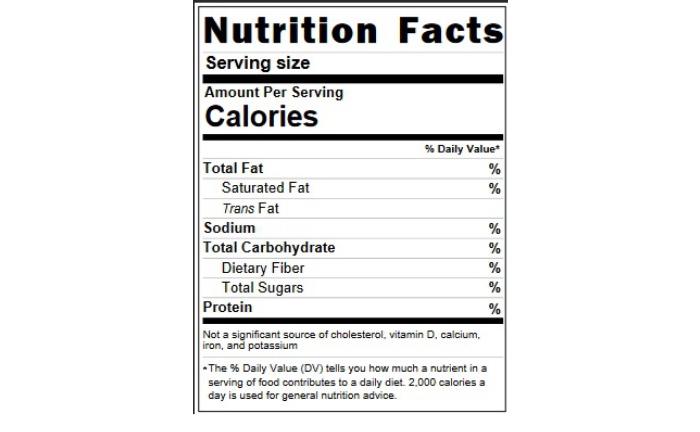 Nutrition Facts
Serving size
Amount Per Serving
Calories
% Daily Value*
Total Fat %
Saturated Fat %
Trans Fat
Sodium %
Total Carbohydrate %
Dietary Fiber %
Total Sugars %
Protein %
Not a significant source of cholesterol, vitamin D, calcium,
iron, and potassium
*The % Daily Value (DV) tells you how much a nutrient in a
serving of food contributes to a daily diet. 2,000 calories a
day is used for general nutrition advice.